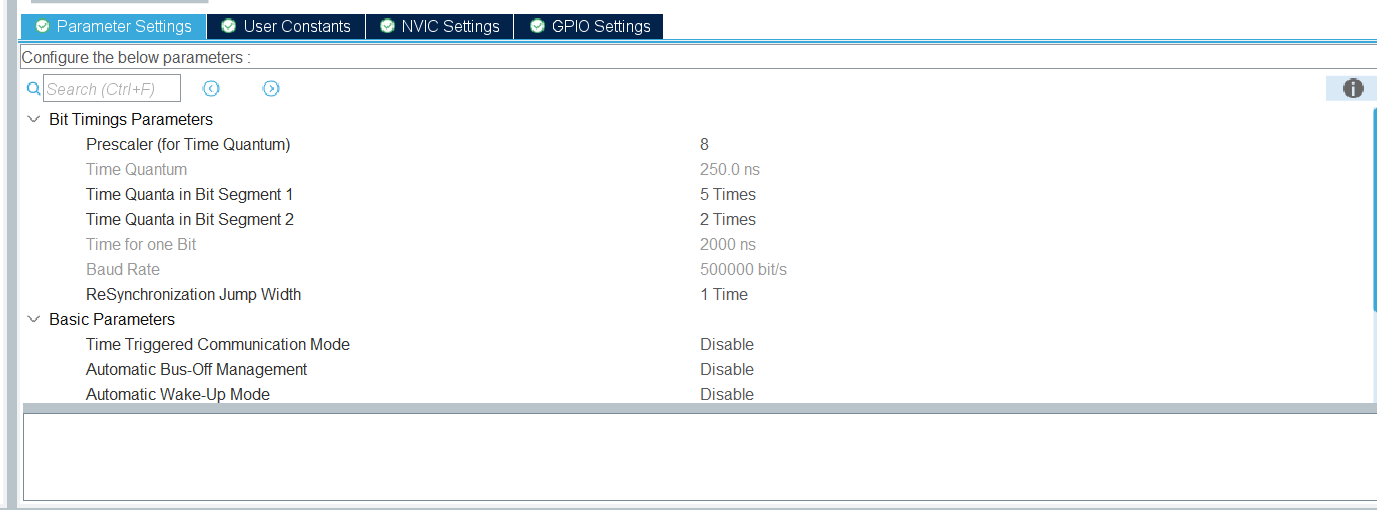 Parameter Settings User Constants NVIC Settings GPIO Settings
Configure the below parameters :
Search (Ctrl+F)
Bit Timings Parameters
Prescaler (for Time Quantum) 8
Time Quantum 250.0 ns
Time Quanta in Bit Segment 1 5 Times
Time Quanta in Bit Segment 2 2 Times
Time for one Bit 2000 ns
Baud Rate 500000 bit/s
ReSynchronization Jump Width 1 Time
Basic Parameters
Time Triggered Communication Mode Disable
Automatic Bus-Off Management Disable
Automatic Wake-Up Mode Disable